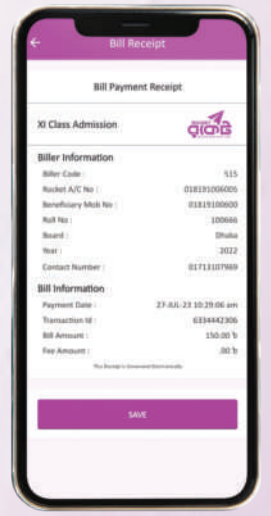 Bill Receipt
Bill Payment Receipt
XI Class Admission
রকেট
Biller Information
Biller Code : 515
Rocket A/C No : 018191006005
Beneficiary Mob No : 01819100600
Roll No : 100666
Board : Dhaka
Year : 2022
Contact Number : 01713107969
Bill Information
Payment Date : 27-JUL-23 10:29:06 am
Transaction Id : 6334442306
Bill Amount : 150.00 ৳
Fee Amount : .00 ৳
This Receipt is Generated Electronically
SAVE